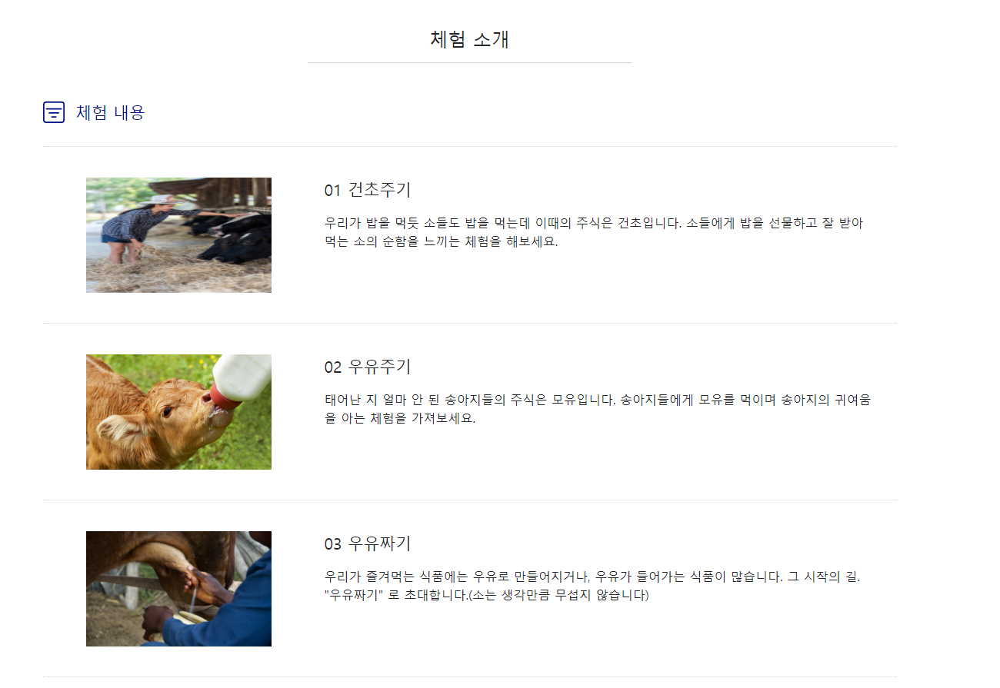 체험 소개
체험 내용
01 건초주기
우리가 밥을 먹듯 소들도 밥을 먹는데 이때의 주식은 건초입니다. 소들에게 밥을 선물하고 잘 받아
먹는 소의 순함을 느끼는 체험을 해보세요.
02 우유주기
태어난 지 얼마 안 된 송아지들의 주식은 모유입니다. 송아지들에게 모유를 먹이며 송아지의 귀여움
을 아는 체험을 가져보세요.
03 우유짜기
우리가 즐겨먹는 식품에는 우유로 만들어지거나, 우유가 들어가는 식품이 많습니다. 그 시작의 길.
"우유짜기" 로 초대합니다.(소는 생각만큼 무섭지 않습니다)